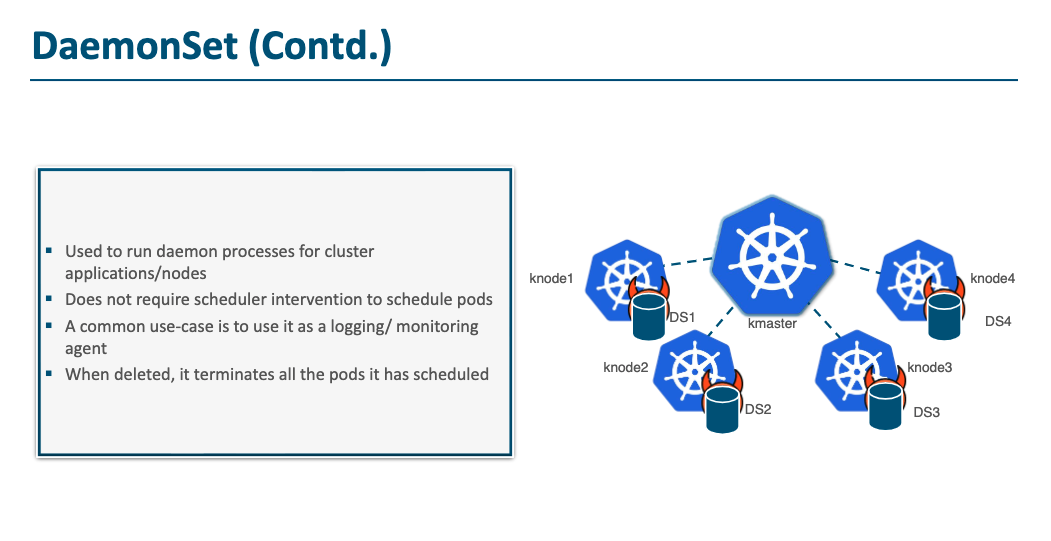 DaemonSet (Contd.)
Used to run daemon processes for cluster
applications/nodes
Does not require scheduler intervention to schedule pods
A common use-case is to use it as a logging/ monitoring
agent
When deleted, it terminates all the pods it has scheduled
knode1
DS1
kmaster
knode4
DS4
knode2
DS2
knode3
DS3